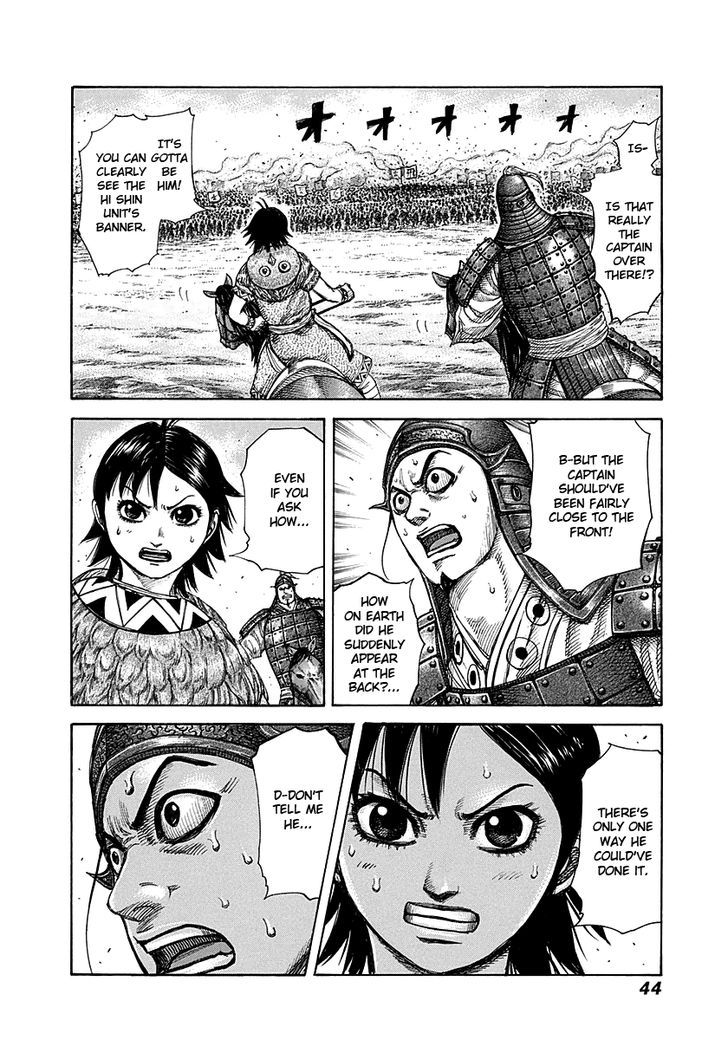 IS-
IS THAT
REALLY
THE
CAPTAIN
OVER
THERE!?
オオオオオ
IT'S
GOTTA
BE
HIM!
YOU CAN
CLEARLY
SEE THE
HI SHIN
UNIT'S
BANNER.
B-BUT THE
CAPTAIN
SHOULD'VE
BEEN FAIRLY
CLOSE TO THE
FRONT!
HOW
ON EARTH
DID HE
SUDDENLY
APPEAR
AT THE
BACK?...
EVEN
IF YOU
ASK
HOW...
THERE'S
ONLY ONE
WAY HE
COULD'VE
DONE IT.
D-DON'T
TELL ME
HE...
44